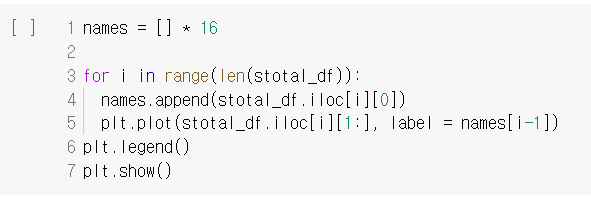 [ ] 1 names = [] * 16
2
3 for i in range(len(stotal_df)):
4   names.append(stotal_df.iloc[i][0])
5   plt.plot(stotal_df.iloc[i][1:], label = names[i-1])
6 plt.legend()
7 plt.show()